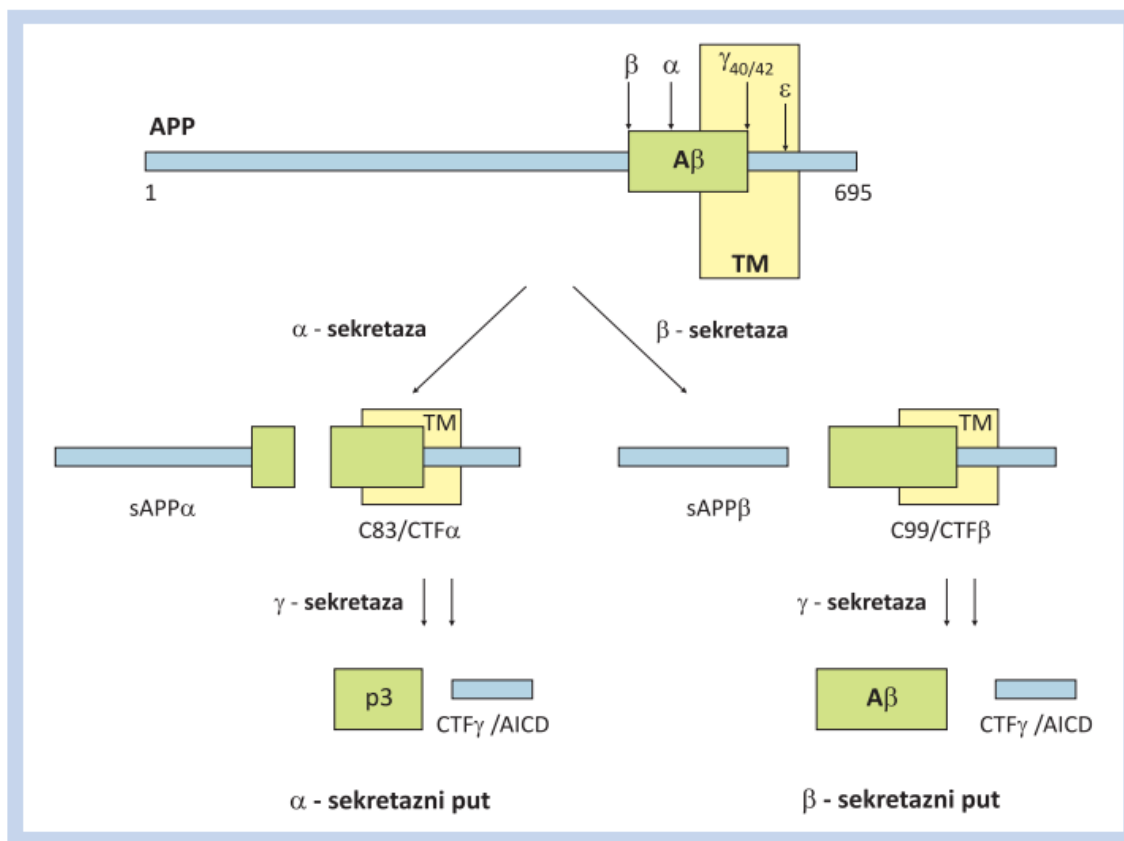 β α γ40/42
ε
APP
Aβ
1 695
TM
α - sekretaza β - sekretaza
TM TM
sAPPα sAPPβ
C83/CTFα C99/CTFβ
γ - sekretaza γ - sekretaza
p3 Aβ
CTFγ /AICD CTFγ /AICD
α - sekretazni put β - sekretazni put